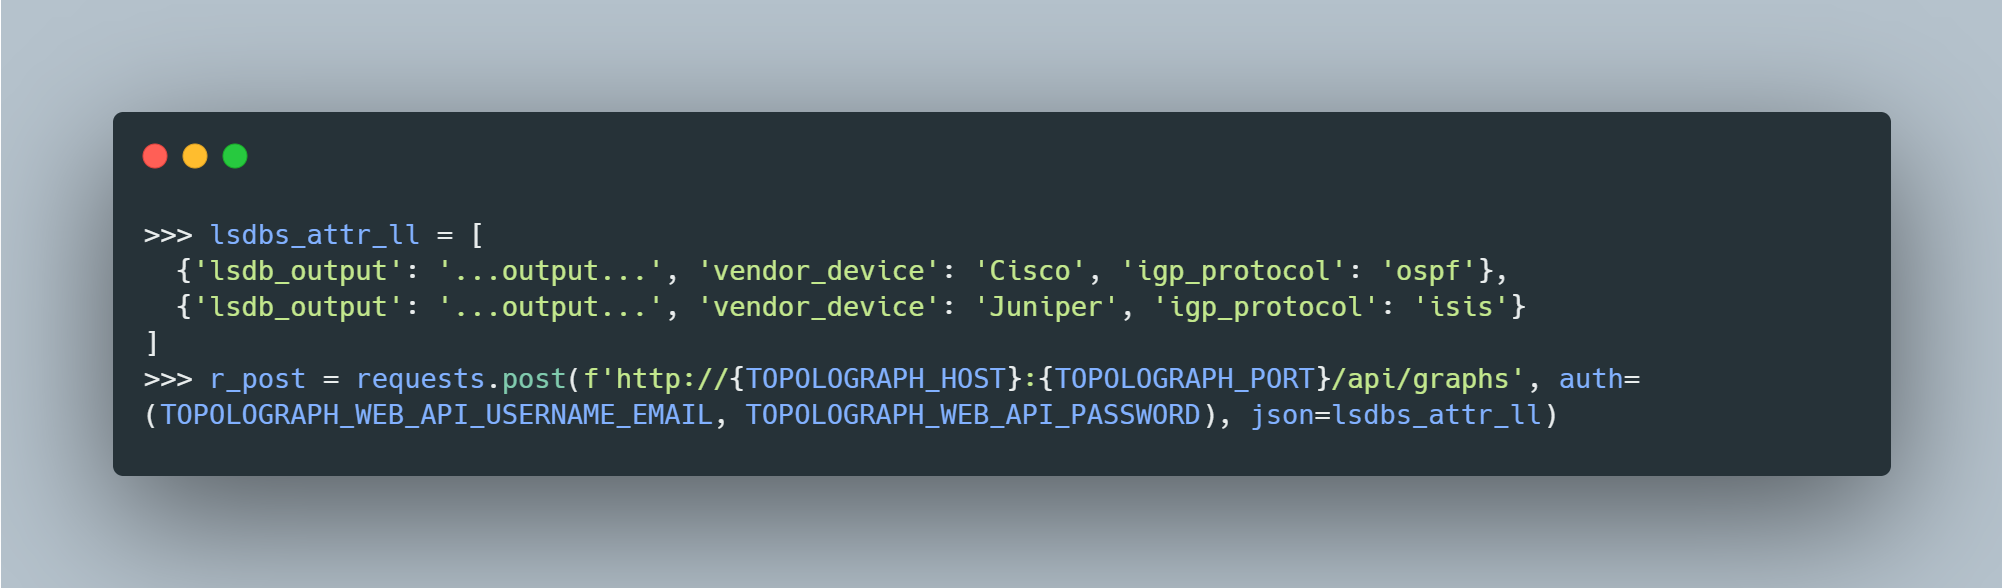 >>> lsdbs_attr_ll = [
  {'lsdb_output': '...output...', 'vendor_device': 'Cisco', 'igp_protocol': 'ospf'},
  {'lsdb_output': '...output...', 'vendor_device': 'Juniper', 'igp_protocol': 'isis'}
]
>>> r_post = requests.post(f'http://{TOPOLOGRAPH_HOST}:{TOPOLOGRAPH_PORT}/api/graphs', auth=
(TOPOLOGRAPH_WEB_API_USERNAME_EMAIL, TOPOLOGRAPH_WEB_API_PASSWORD), json=lsdbs_attr_ll)